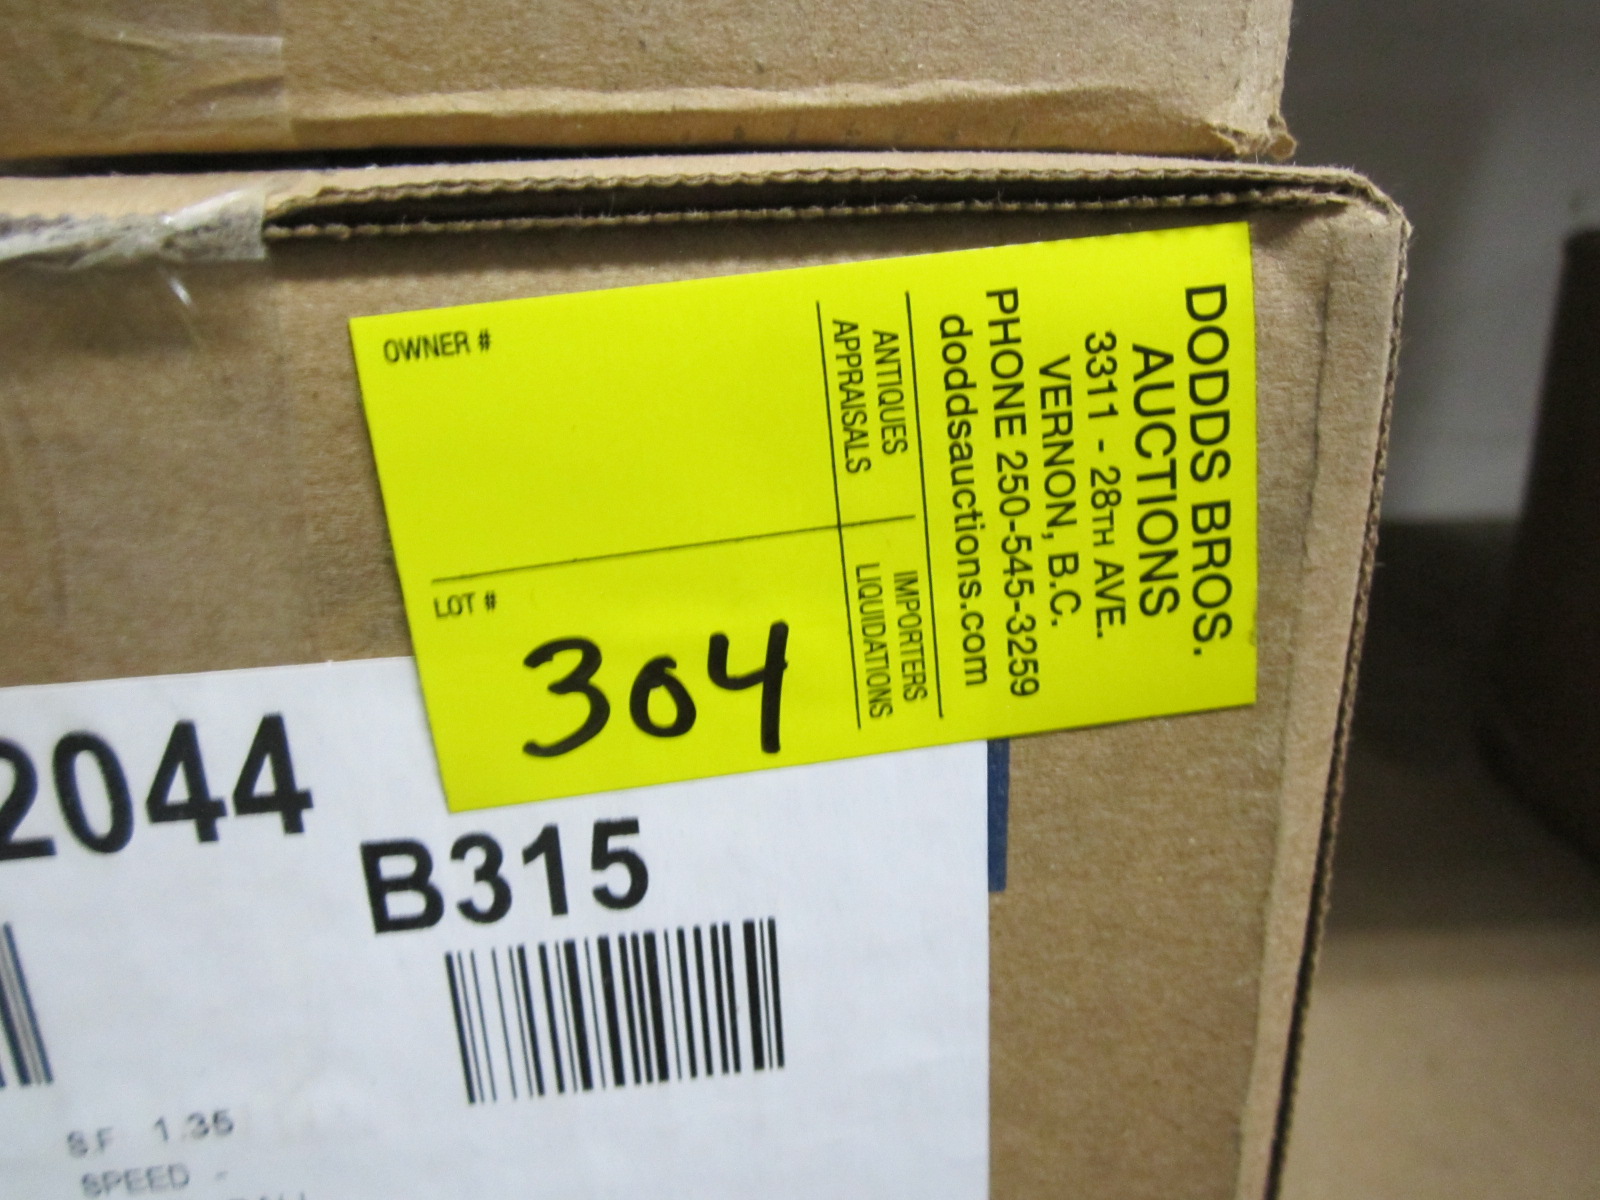 DODDS BROS.
AUCTIONS
3311 - 28TH AVE.
VERNON, B.C.
PHONE 250-545-3259
doddsauctions.com
ANTIQUES IMPORTERS
APPRAISALS LIQUIDATIONS
OWNER #
LOT #
304
2044
B315
S.F 1.35
SPEED -